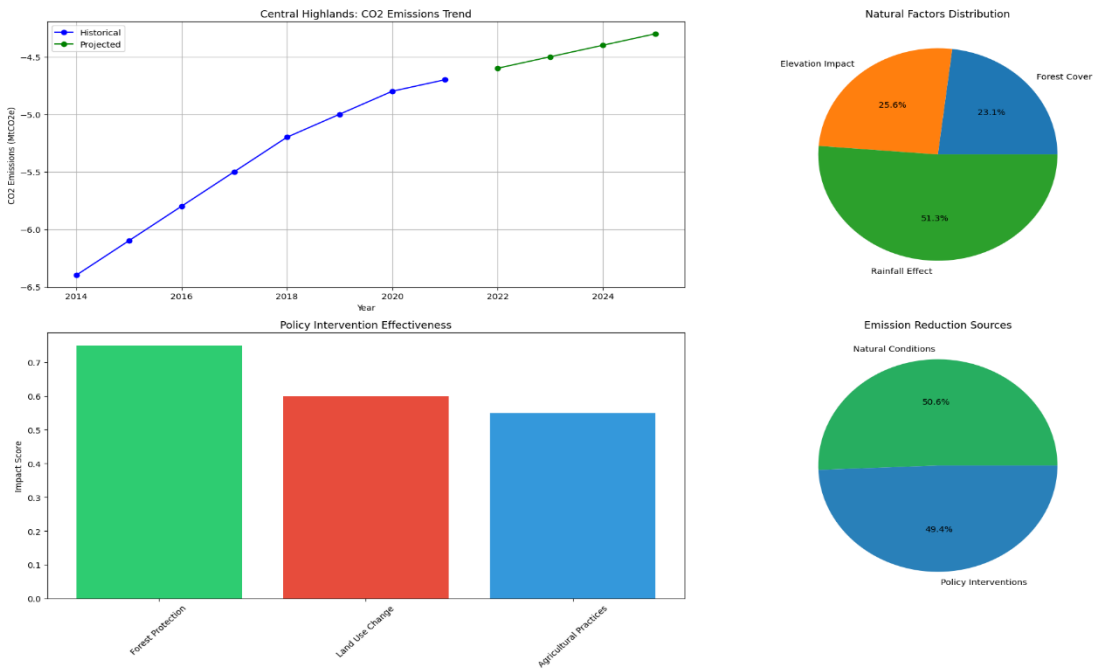 Central Highlands: CO2 Emissions Trend
Historical
Projected
CO2 Emissions (MtCO2e)
−4.5
−5.0
−5.5
−6.0
−6.5
2014
2016
2018
2020
2022
2024
Year
Natural Factors Distribution
Elevation Impact
Forest Cover
25.6%
23.1%
51.3%
Rainfall Effect
Policy Intervention Effectiveness
Impact Score
0.7
0.6
0.5
0.4
0.3
0.2
0.1
0.0
Forest Protection
Land Use Change
Agricultural Practices
Emission Reduction Sources
Natural Conditions
50.6%
49.4%
Policy Interventions